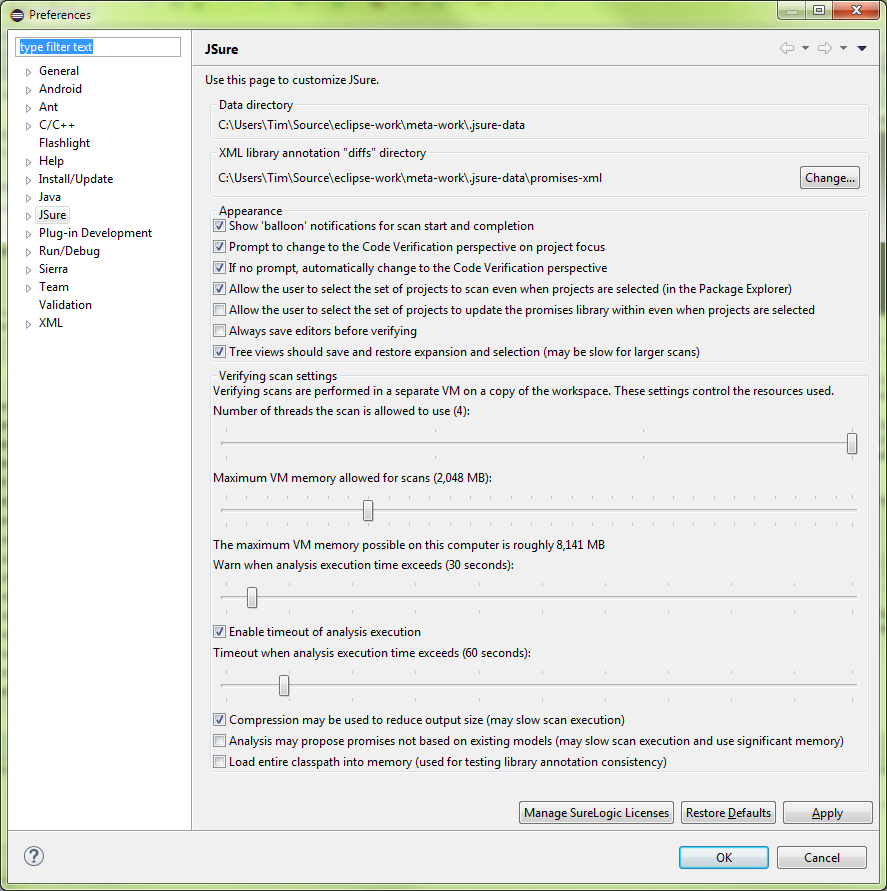 Preferences
type filter text
General
Android
Ant
C/C++
Flashlight
Help
Install/Update
Java
JSure
Plug-in Development
Run/Debug
Sierra
Team
Validation
XML
JSure
Use this page to customize JSure.
Data directory
C:\Users\Tim\Source\eclipse-work\meta-work\.jsure-data
XML library annotation "diffs" directory
C:\Users\Tim\Source\eclipse-work\meta-work\.jsure-data\promises-xml
Change...
Appearance
Show 'balloon' notifications for scan start and completion
Prompt to change to the Code Verification perspective on project focus
If no prompt, automatically change to the Code Verification perspective
Allow the user to select the set of projects to scan even when projects are selected (in the Package Explorer)
Allow the user to select the set of projects to update the promises library within even when projects are selected
Always save editors before verifying
Tree views should save and restore expansion and selection (may be slow for larger scans)
Verifying scan settings
Verifying scans are performed in a separate VM on a copy of the workspace. These settings control the resources used.
Number of threads the scan is allowed to use (4):
Maximum VM memory allowed for scans (2,048 MB):
The maximum VM memory possible on this computer is roughly 8,141 MB
Warn when analysis execution time exceeds (30 seconds):
Enable timeout of analysis execution
Timeout when analysis execution time exceeds (60 seconds):
Compression may be used to reduce output size (may slow scan execution)
Analysis may propose promises not based on existing models (may slow scan execution and use significant memory)
Load entire classpath into memory (used for testing library annotation consistency)
Manage SureLogic Licenses
Restore Defaults
Apply
?
OK
Cancel